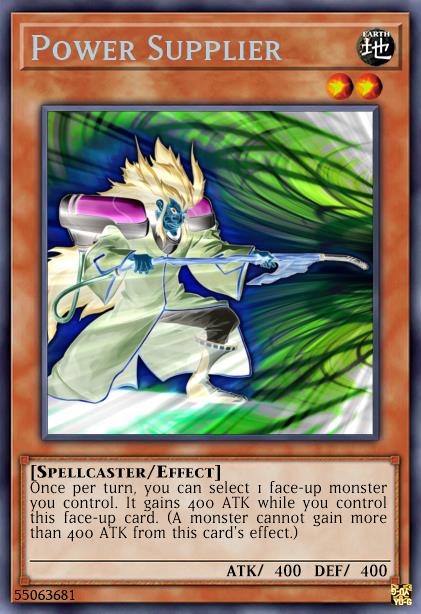 POWER SUPPLIER
EARTH
地
[SPELLCASTER/EFFECT]
Once per turn, you can select 1 face-up monster
you control. It gains 400 ATK while you control
this face-up card. (A monster cannot gain more
than 400 ATK from this card's effect.)
ATK/ 400 DEF/ 400
55063681